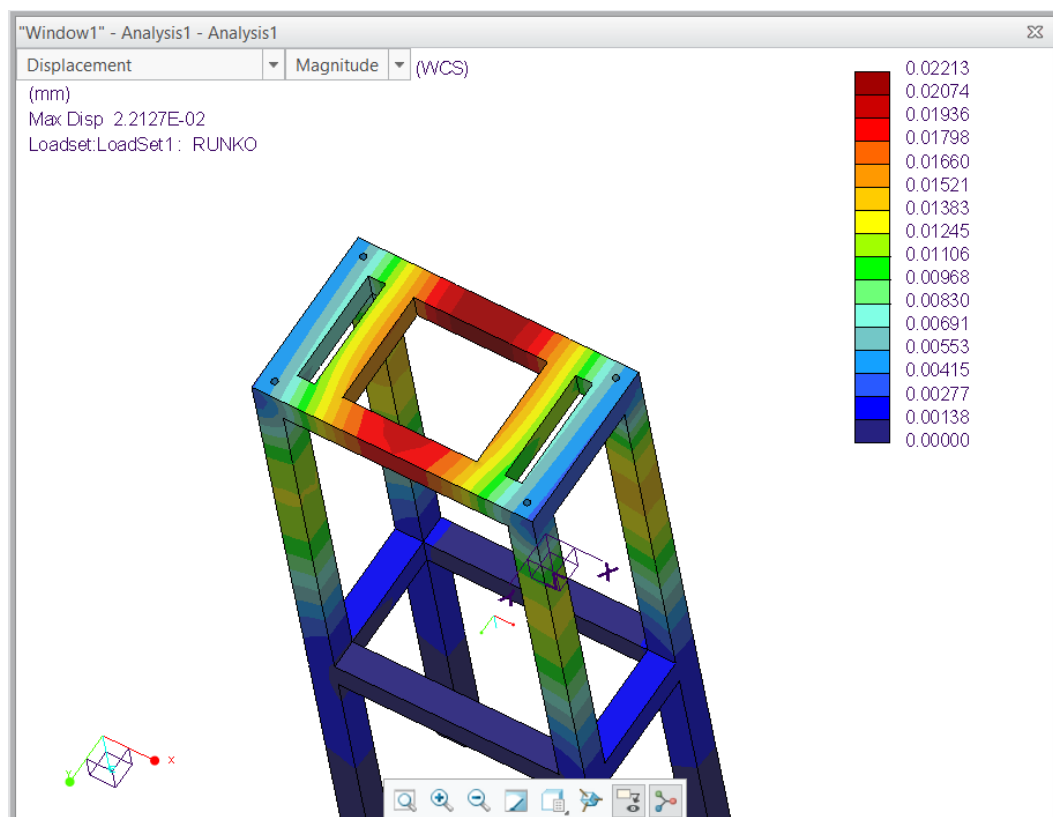 "Window1" - Analysis1 - Analysis1
Displacement Magnitude (WCS)
(mm)
Max Disp 2.2127E-02
Loadset:LoadSet1 : RUNKO
0.02213
0.02074
0.01936
0.01798
0.01660
0.01521
0.01383
0.01245
0.01106
0.00968
0.00830
0.00691
0.00553
0.00415
0.00277
0.00138
0.00000
X
X
Y